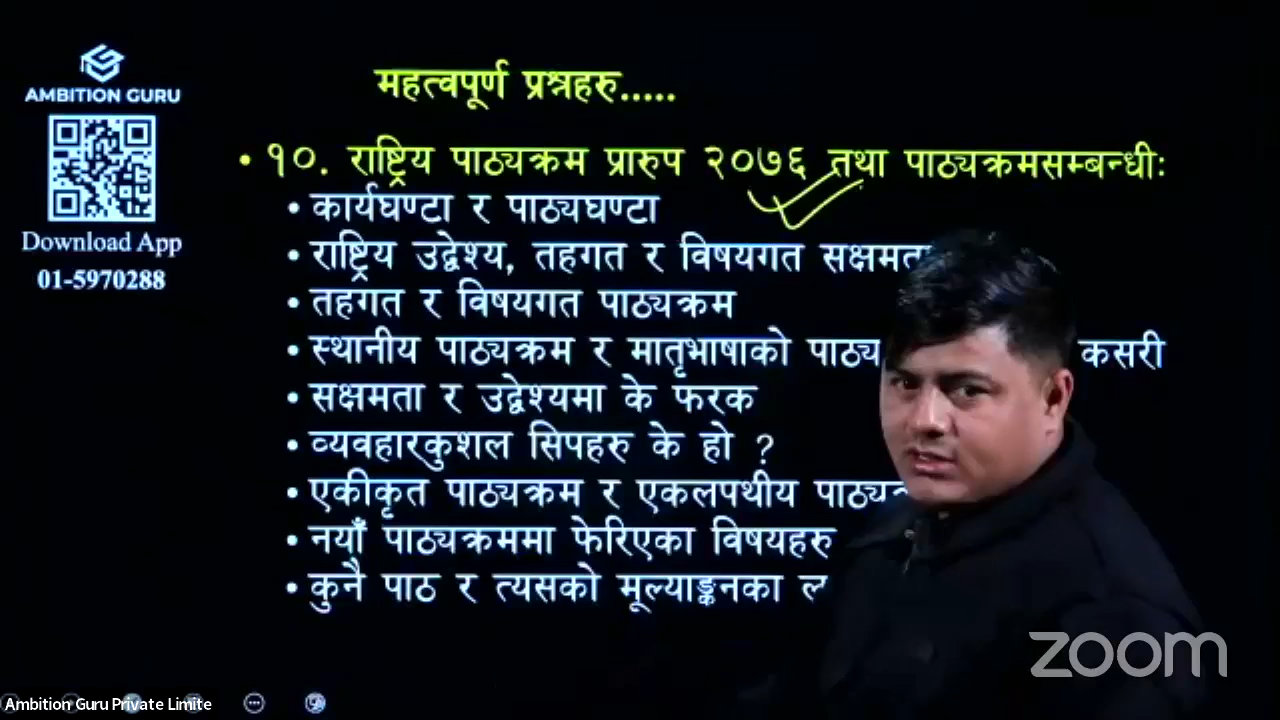 AMBITION GURU
Download App
01-5970288
महत्वपूर्ण प्रश्नहरु.....
• १०. राष्ट्रिय पाठ्यक्रम प्रारुप २०७६ तथा पाठ्यक्रमसम्बन्धीः
• कार्यघण्टा र पाठ्यघण्टा
• राष्ट्रिय उद्वेश्य, तहगत र विषयगत सक्षमता
• तहगत र विषयगत पाठ्यक्रम
• स्थानीय पाठ्यक्रम र मातृभाषाको कसरी
• सक्षमता र उद्वेश्यमा के फरक
• व्यवहारकुशल सिपहरु के हो ?
• एकीकृत पाठ्यक्रम र एकलपथीय
• नयाँ पाठ्यक्रममा फेरिएका विषयहरु
• कुनै पाठ र त्यसको मूल्याङ्कनका
zoom
Ambition Guru Private Limite